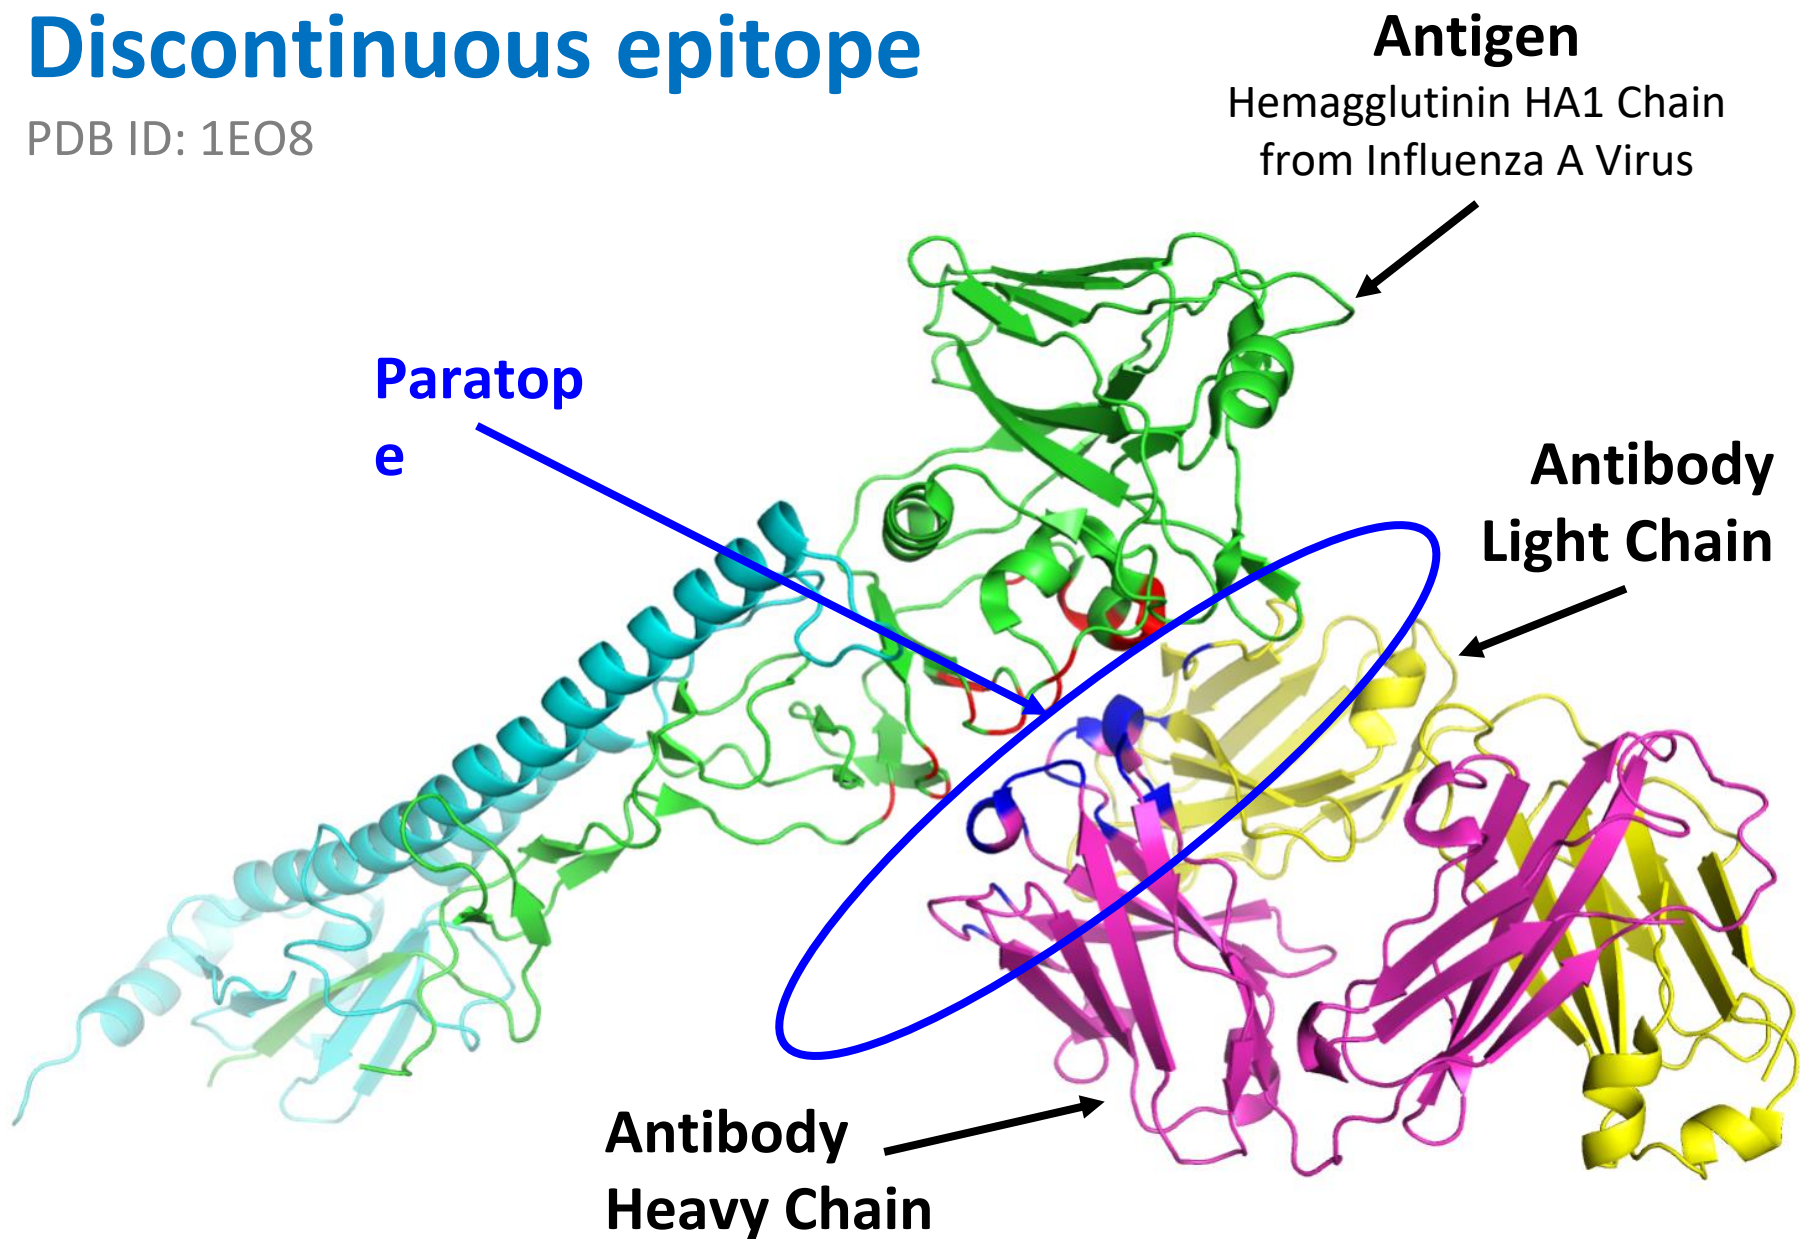 Discontinuous epitope
PDB ID: 1EO8
Antigen
Hemagglutinin HA1 Chain
from Influenza A Virus
Paratop
e
Antibody
Light Chain
Antibody
Heavy Chain